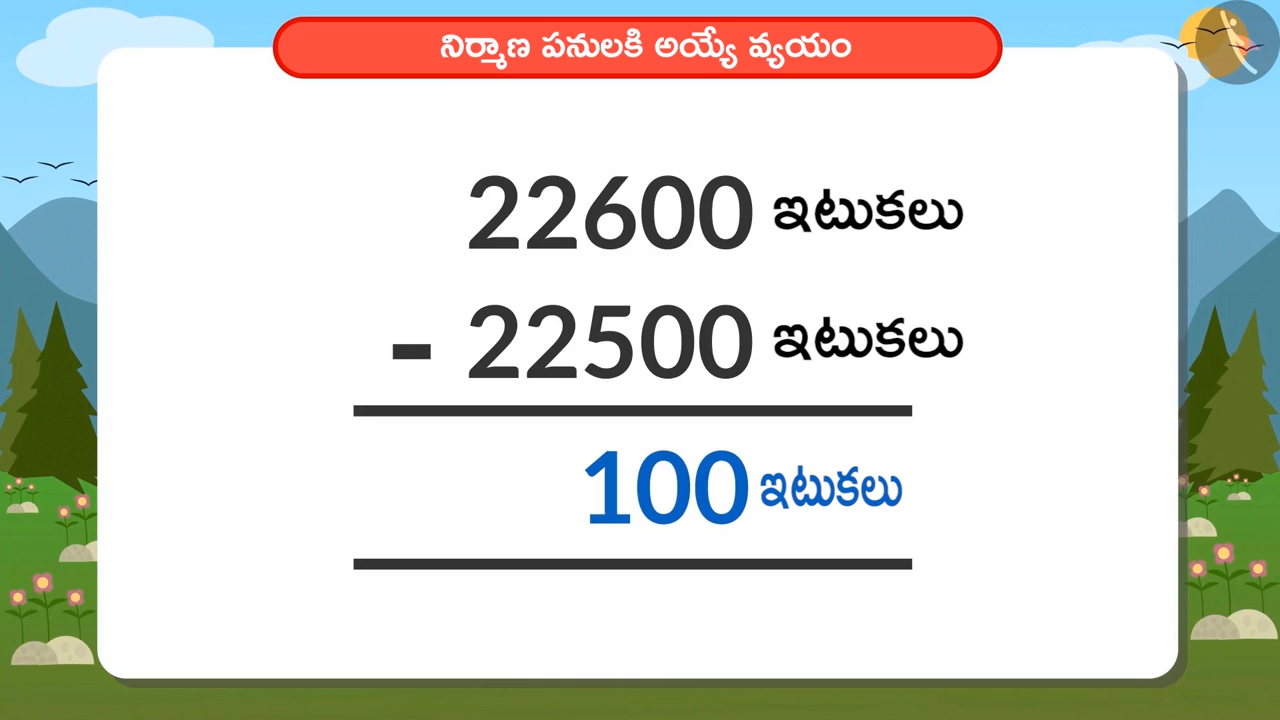 నిర్మాణ పనులకి అయ్యే వ్యయం
22600 ఇటుకలు
- 22500 ఇటుకలు
100 ఇటుకలు